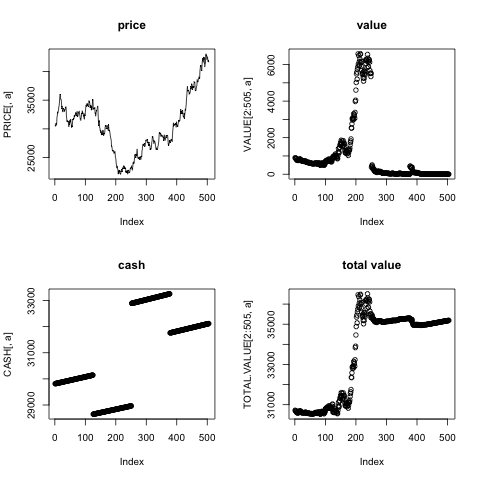 price
PRICE[, a]
35000
25000
0 100 200 300 400 500
Index
value
VALUE[2:505, a]
6000
4000
2000
0
0 100 200 300 400 500
Index
cash
CASH[, a]
33000
31000
29000
0 100 200 300 400 500
Index
total value
TOTAL.VALUE[2:505, a]
35000
33000
31000
0 100 200 300 400 500
Index